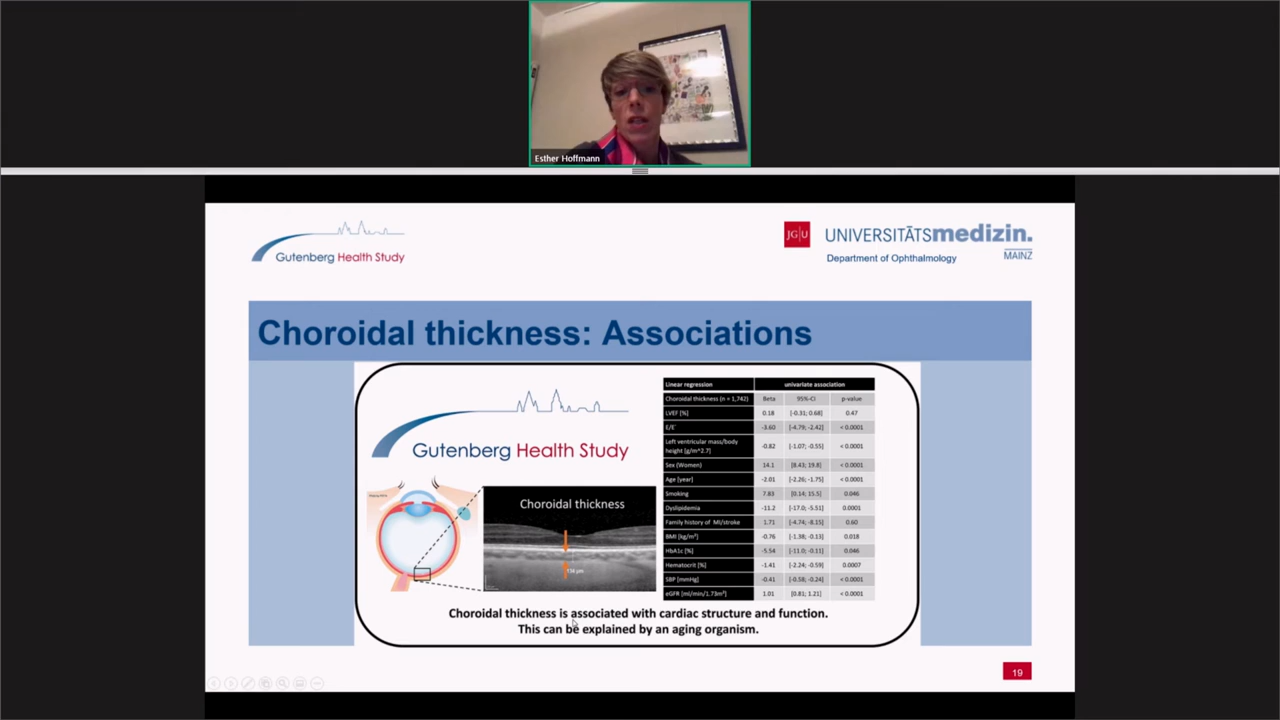 Esther Hoffmann
Gutenberg Health Study
JG|U UNIVERSITĀTSmedizin.
Department of Ophthalmology MAINZ
Choroidal thickness: Associations
Gutenberg Health Study
Choroidal thickness
Linear regression univariate association
Choroidal thickness (n = 1,742) Beta 95%-CI p-value
LVEF [%] 0.18 [-0.31; 0.68] 0.47
E/E' -3.60 [-4.79; -2.42] < 0.0001
Left ventricular mass/body
height [g/m^2.7] -0.82 [-1.07; -0.55] < 0.0001
Sex (Women) 14.1 [8.43; 19.8] < 0.0001
Age [year] -2.01 [-2.26; -1.75] < 0.0001
Smoking 7.83 [0.14; 15.5] 0.046
Dyslipidemia -11.2 [-17.0; -5.51] 0.0001
Family history of MI/stroke 1.71 [-4.74; -8.15] 0.60
BMI [kg/m²] -0.76 [-1.38; -0.13] 0.018
HbA1c [%] -5.54 [-11.0; -0.11] 0.046
Hematocrit [%] -1.41 [-2.24; -0.59] 0.0007
SBP [mmHg] -0.41 [-0.58; -0.24] < 0.0001
eGFR [ml/min/1.73m²] 1.01 [0.81; 1.21] < 0.0001
Choroidal thickness is associated with cardiac structure and function.
This can be explained by an aging organism.
19